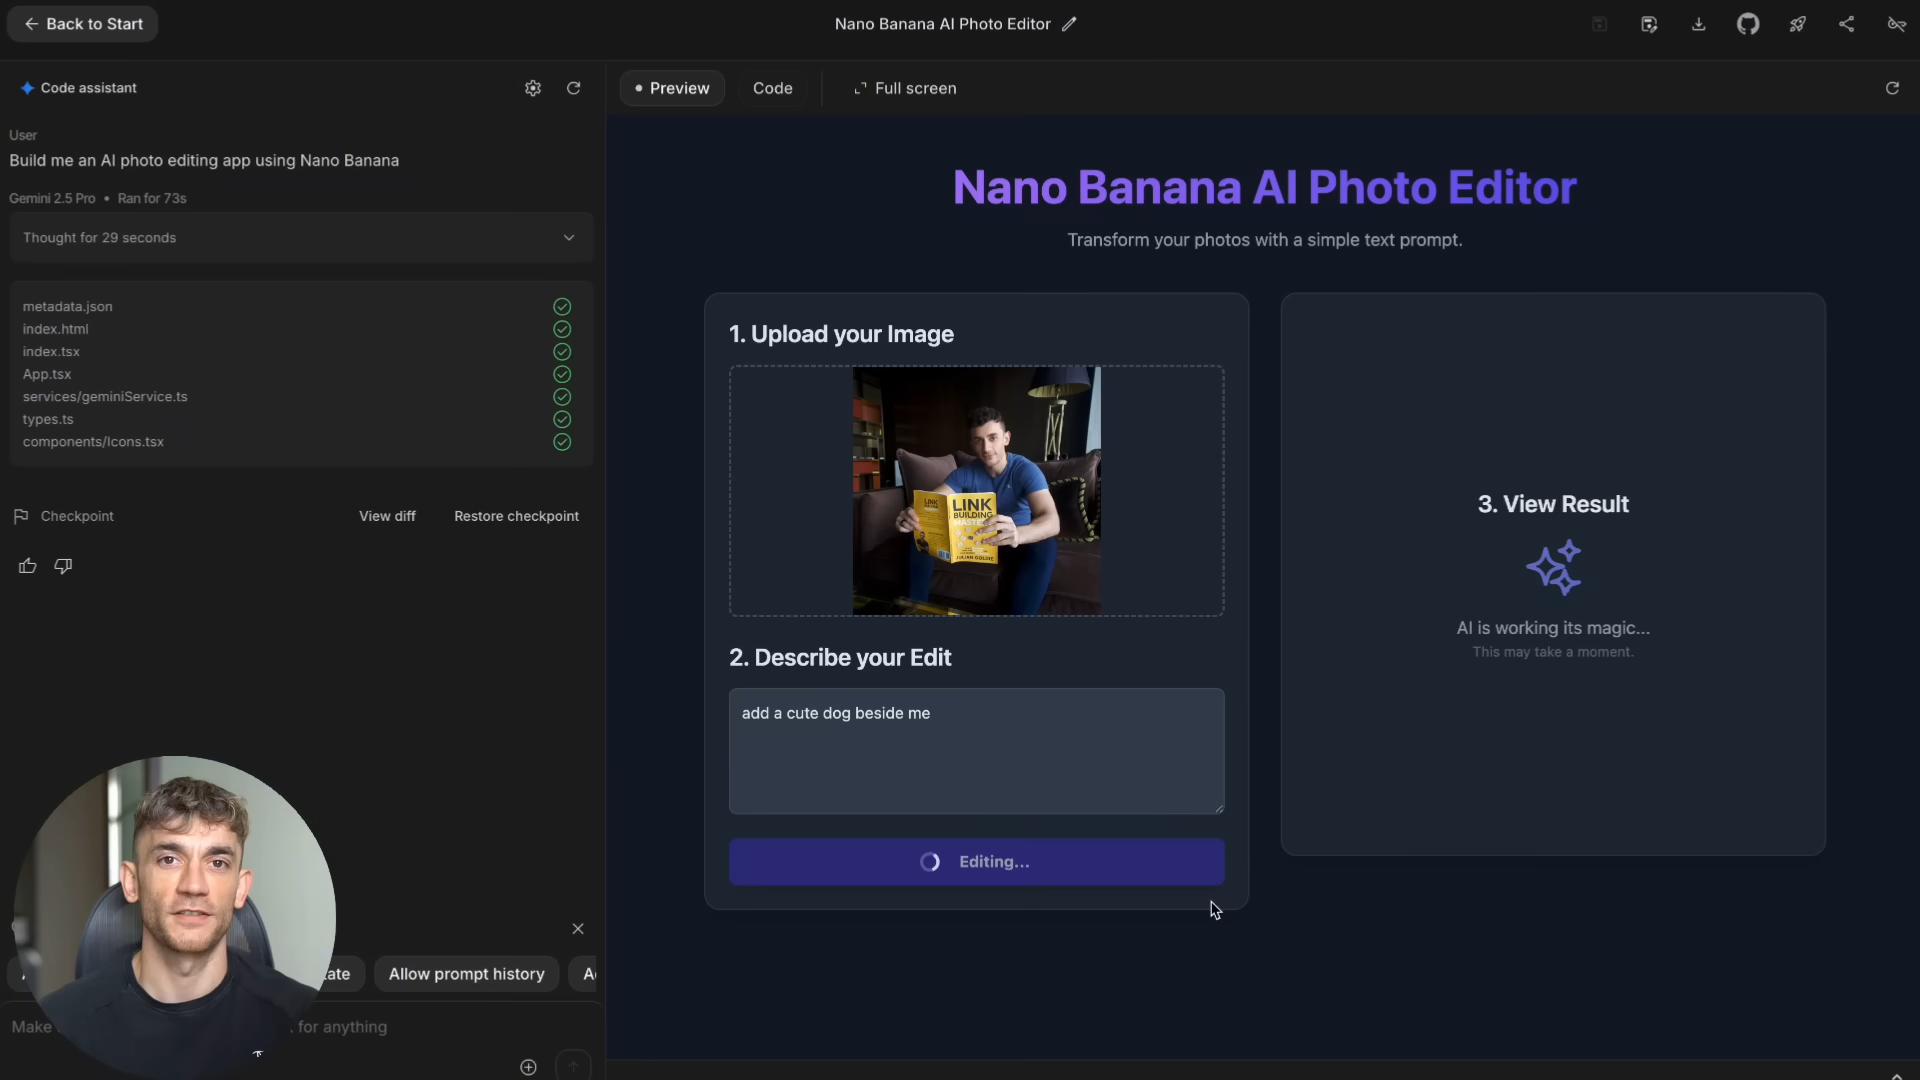 Back to Start
Nano Banana AI Photo Editor
Code assistant
Preview
Code
Full screen
User
Build me an AI photo editing app using Nano Banana
Gemini 2.5 Pro • Ran for 73s
Thought for 29 seconds
metadata.json
index.html
index.tsx
App.tsx
services/geminiService.ts
types.ts
components/Icons.tsx
Checkpoint
View diff
Restore checkpoint
Allow prompt history
Make
for anything
Nano Banana AI Photo Editor
Transform your photos with a simple text prompt.
1. Upload your Image
LINK
BUILDING
LINK
BUILDING
JULIAN GOLDIE
2. Describe your Edit
add a cute dog beside me
Editing...
3. View Result
AI is working its magic...
This may take a moment.